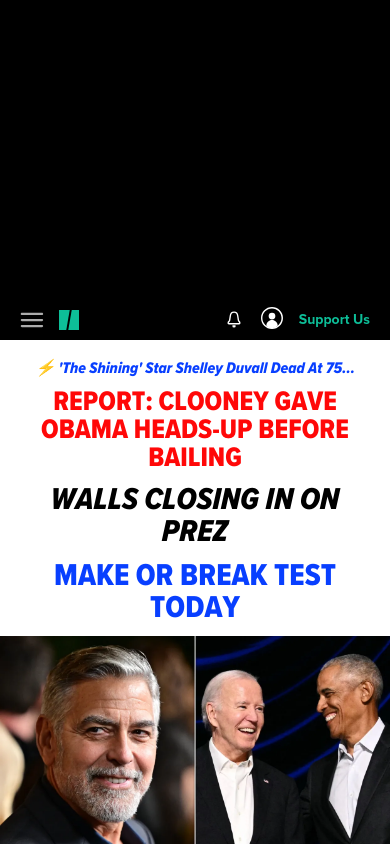 Support Us
⚡ 'The Shining' Star Shelley Duvall Dead At 75...
REPORT: CLOONEY GAVE
OBAMA HEADS-UP BEFORE
BAILING
WALLS CLOSING IN ON
PREZ
MAKE OR BREAK TEST
TODAY